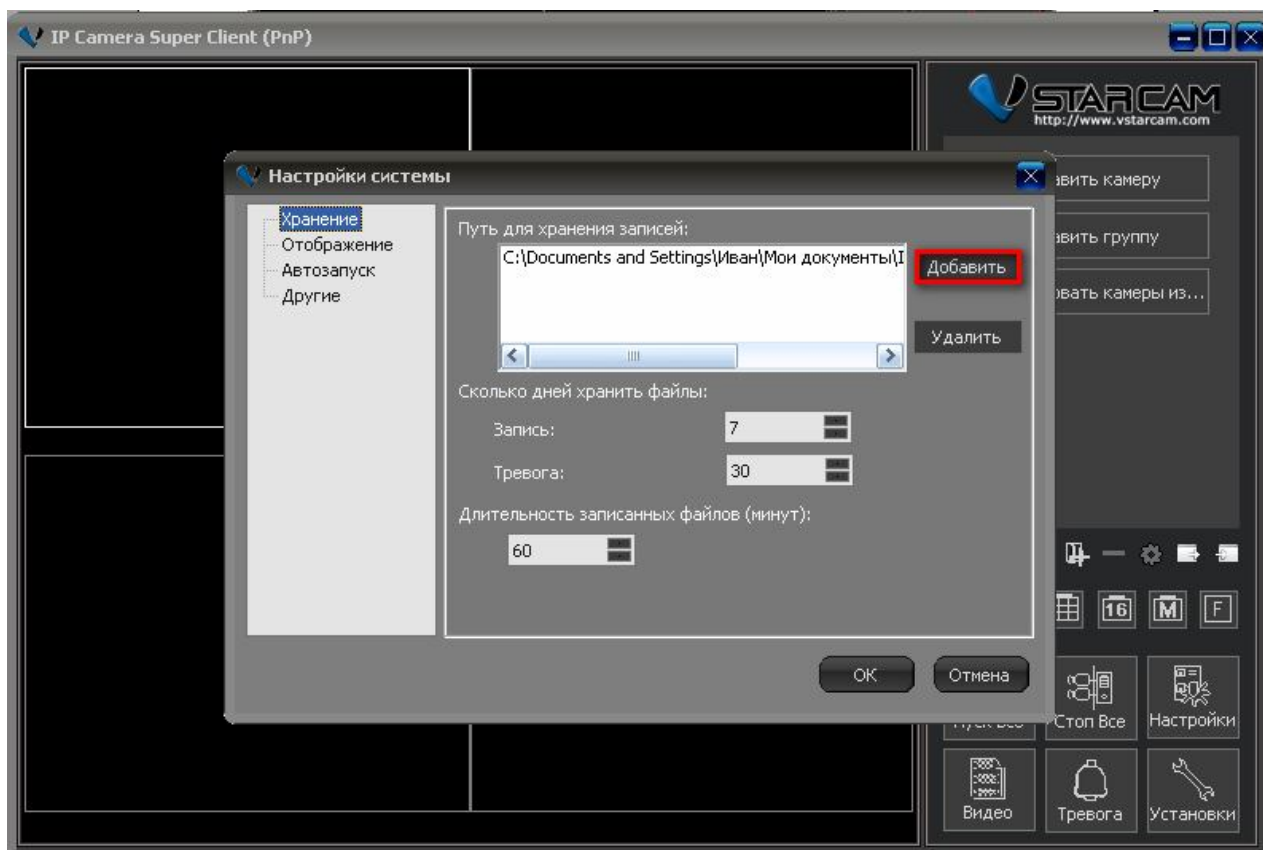 IP Camera Super Client (PnP)
VSTARCAM
http://www.vstarcam.com
Настройки системы
Хранение
Отображение
Автозапуск
Другие
Путь для хранения записей:
C:\Documents and Settings\Иван\Мои документы\I
Добавить
Удалить
Сколько дней хранить файлы:
Запись: 7
Тревога: 30
Длительность записанных файлов (минут):
60
OK
Отмена
авить камеру
авить группу
овать камеры из...
16 M F
Стоп Все
Настройки
Видео
Тревога
Установки